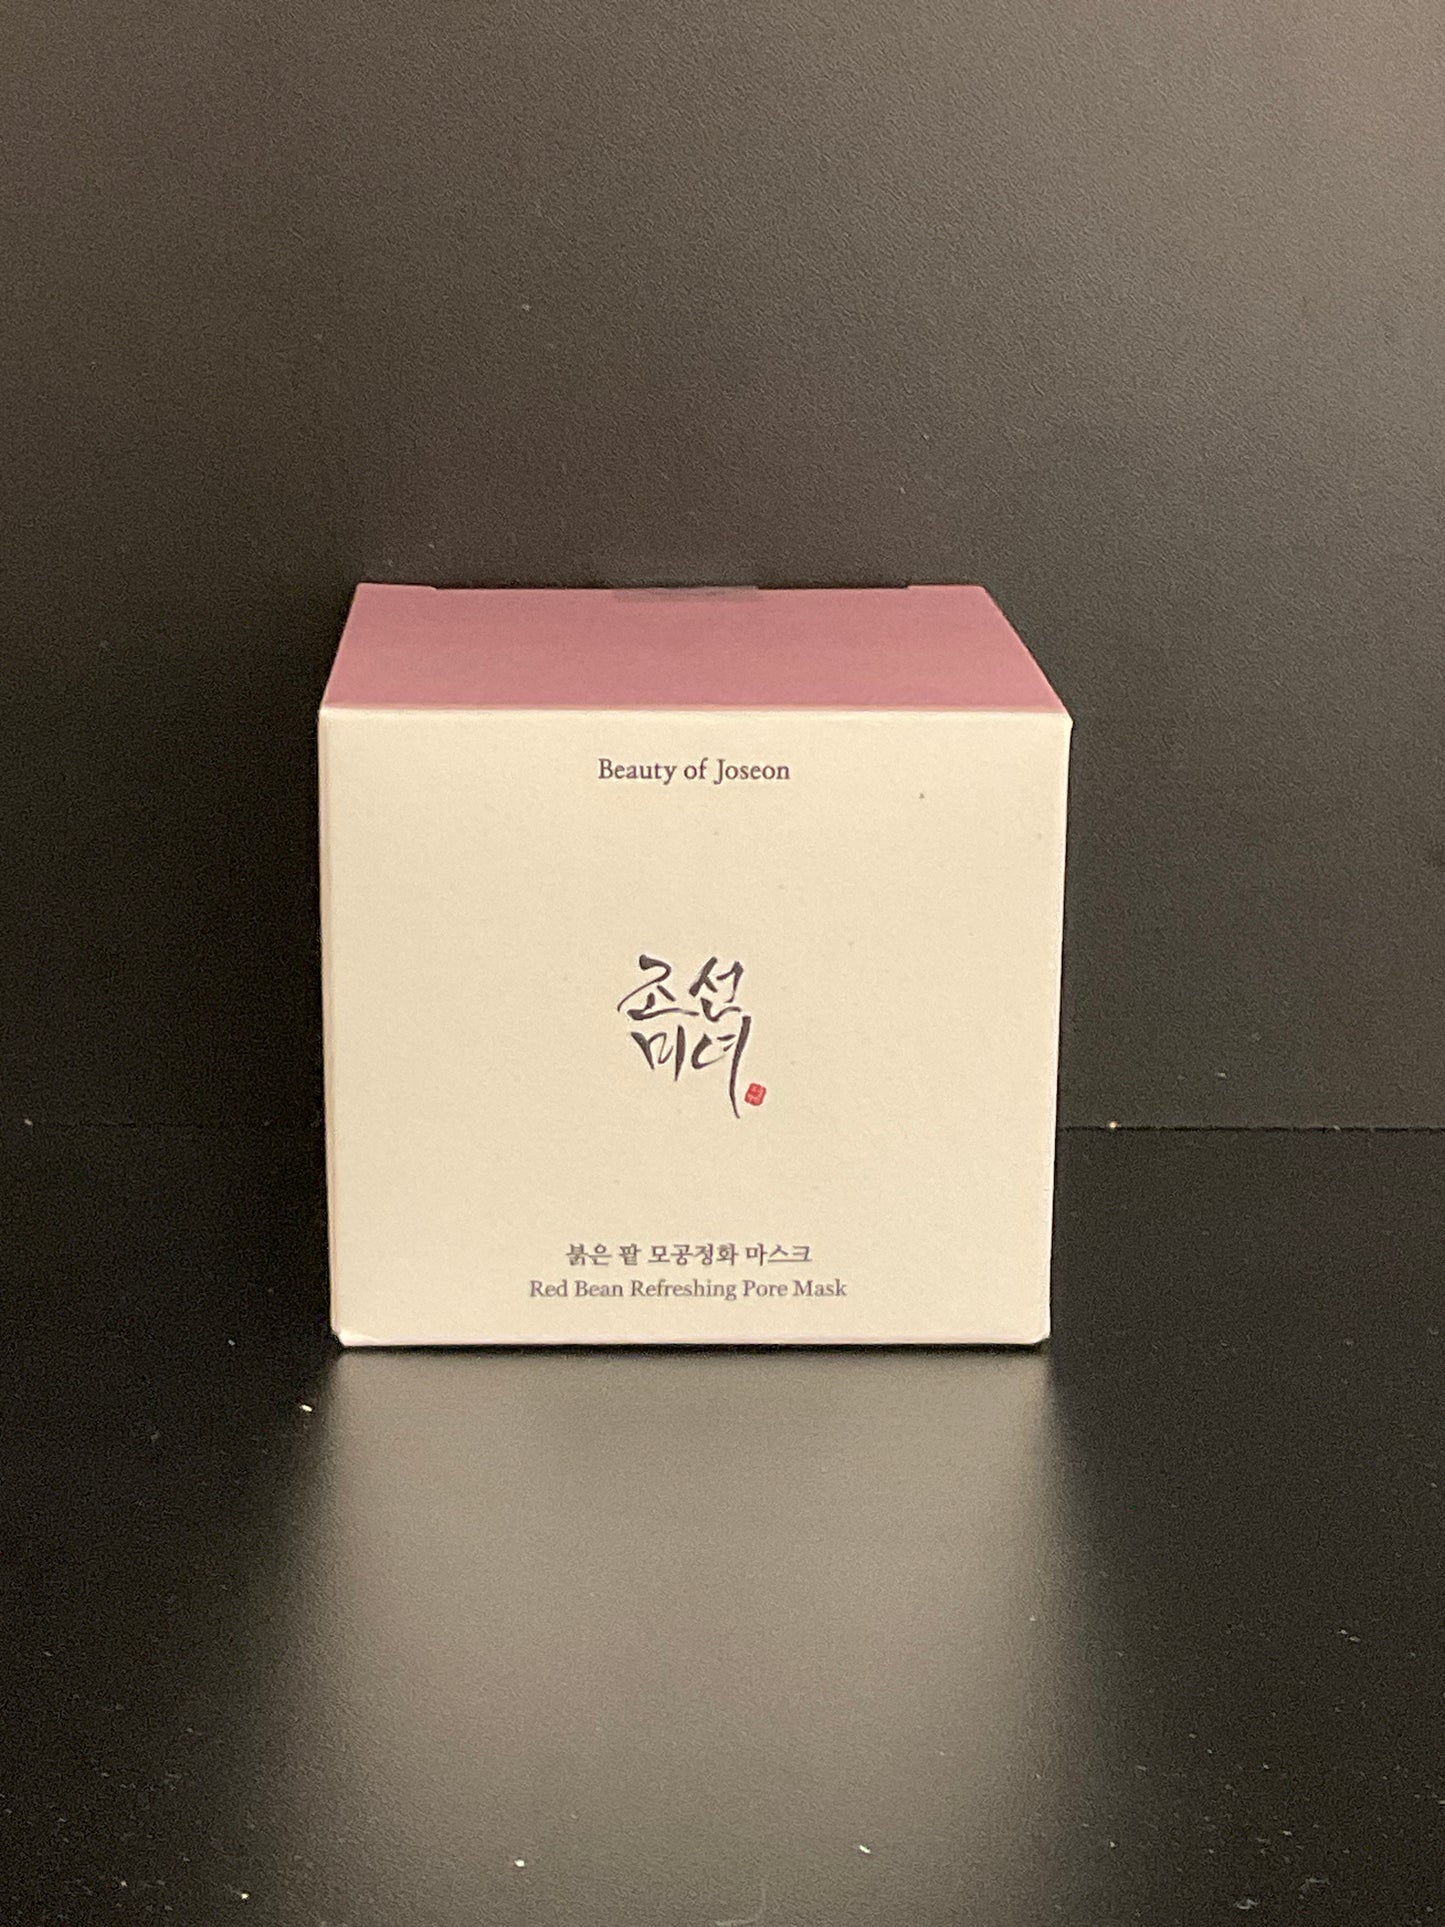 Beauty of Joseon
조선
미녀
붉은 팥 모공정화 마스크
Red Bean Refreshing Pore Mask